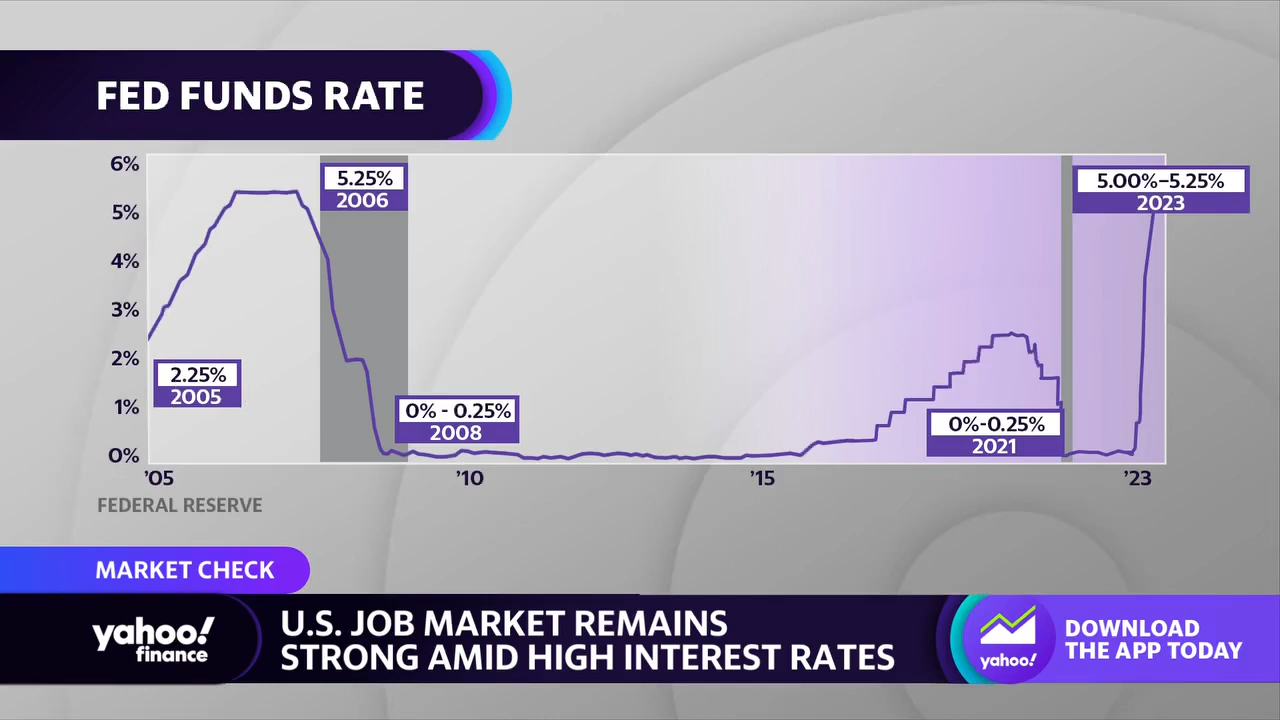 FED FUNDS RATE
6%
5%
4%
3%
2%
1%
0%
5.25%
2006
5.00%–5.25%
2023
2.25%
2005
0% - 0.25%
2008
0%-0.25%
2021
’05
’10
’15
’23
FEDERAL RESERVE
MARKET CHECK
yahoo!
finance
U.S. JOB MARKET REMAINS
STRONG AMID HIGH INTEREST RATES
yahoo!
DOWNLOAD
THE APP TODAY